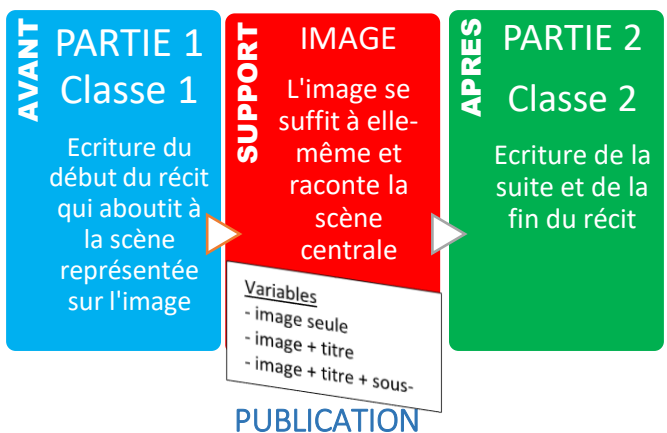 AVANT
PARTIE 1
Classe 1
Ecriture du
début du récit
qui aboutit à
la scène
représentée
sur l'image
SUPPORT
IMAGE
L'image se
suffit à elle-
même et
raconte la
scène
centrale
Variables
- image seule
- image + titre
- image + titre + sous-
APRES
PARTIE 2
Classe 2
Ecriture de la
suite et de la
fin du récit
PUBLICATION